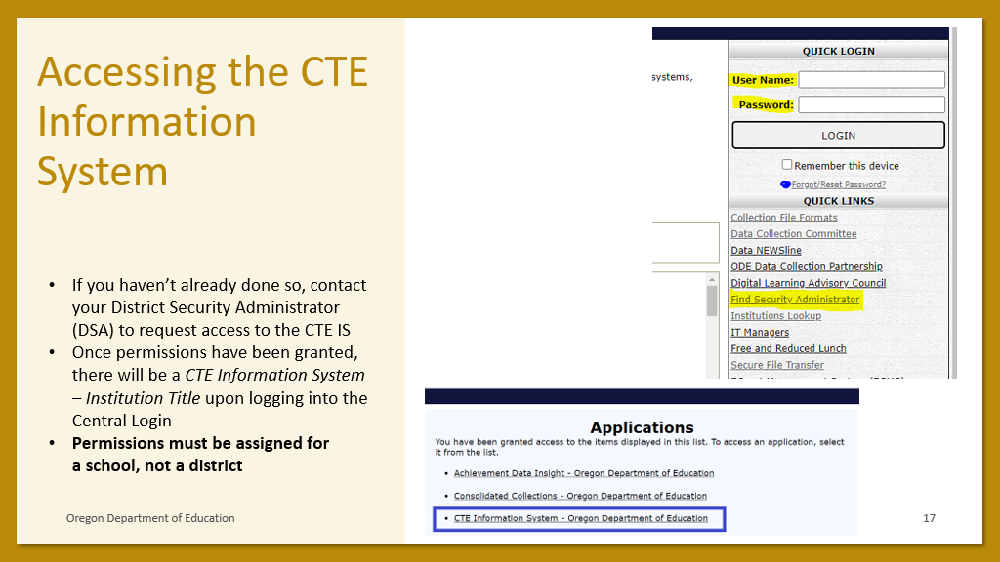 Accessing the CTE
Information
System
• If you haven’t already done so, contact
your District Security Administrator
(DSA) to request access to the CTE IS
• Once permissions have been granted,
there will be a CTE Information System
– Institution Title upon logging into the
Central Login
• Permissions must be assigned for
a school, not a district
Oregon Department of Education
systems,
QUICK LOGIN
User Name:
Password:
LOGIN
Remember this device
Forgot/Reset Password?
QUICK LINKS
Collection File Formats
Data Collection Committee
Data NEWSline
ODE Data Collection Partnership
Digital Learning Advisory Council
Find Security Administrator
Institutions Lookup
IT Managers
Free and Reduced Lunch
Secure File Transfer
Applications
You have been granted access to the items displayed in this list. To access an application, select
it from the list.
• Achievement Data Insight - Oregon Department of Education
• Consolidated Collections - Oregon Department of Education
• CTE Information System - Oregon Department of Education
17